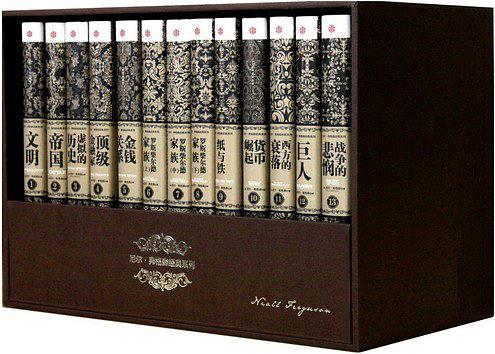 文明
1
帝国
2
虚拟的
历史
3
顶级
金融家
4
金钱
关系
5
罗斯柴尔德
家族
(上)
6
罗斯柴尔德
家族
(中)
7
罗斯柴尔德
家族
(下)
8
纸与铁
9
货币
崛起
10
西方的
衰落
11
巨人
12
战争的
悲悯
13
尼尔·弗格森经典系列
Niall Ferguson